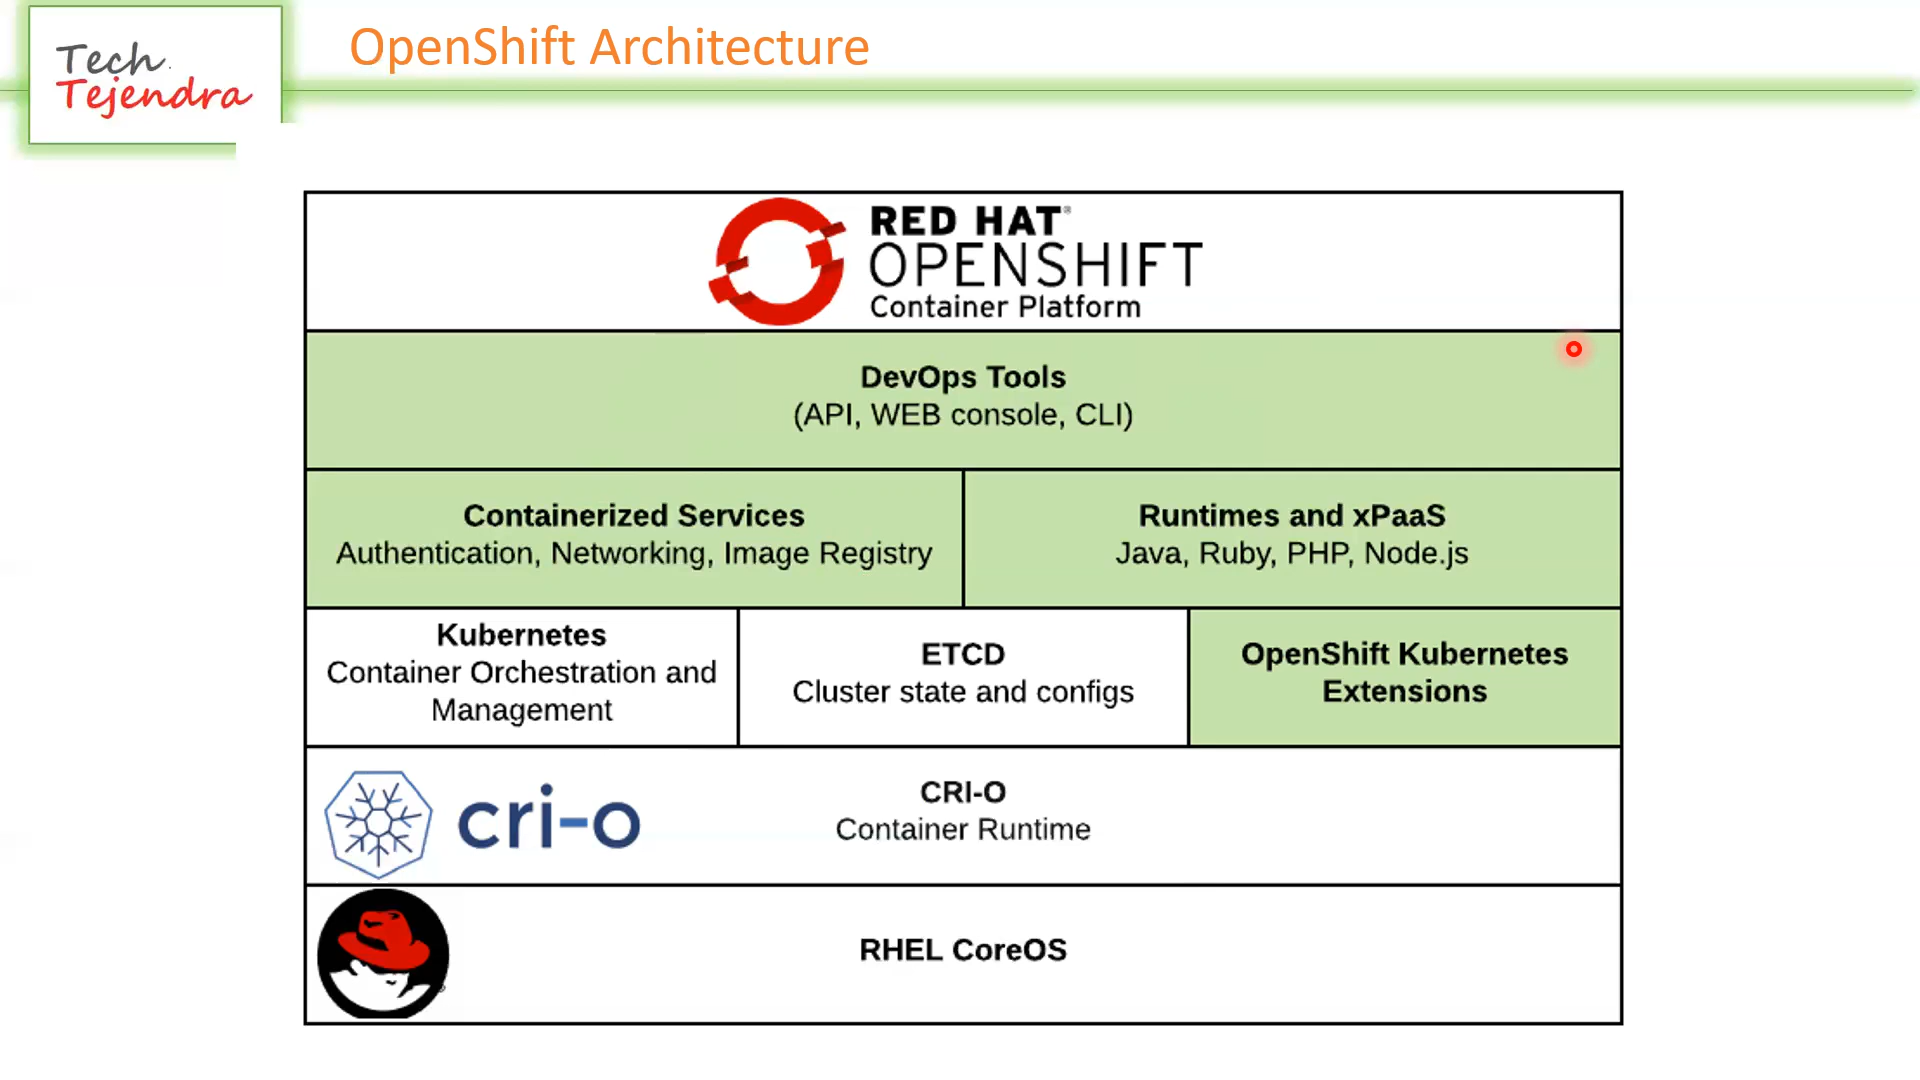 Tech
Tejendra
OpenShift Architecture
RED HAT®
OPENSHIFT
Container Platform
DevOps Tools
(API, WEB console, CLI)
Containerized Services
Authentication, Networking, Image Registry
Runtimes and xPaaS
Java, Ruby, PHP, Node.js
Kubernetes
Container Orchestration and
Management
ETCD
Cluster state and configs
OpenShift Kubernetes
Extensions
cri-o
CRI-O
Container Runtime
RHEL CoreOS